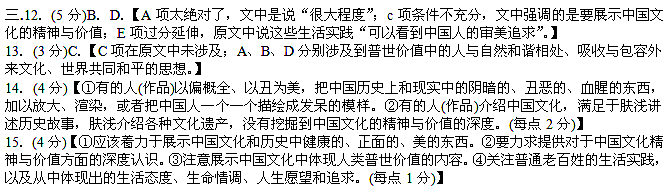 三.12. (5 分)B. D.【A 项太绝对了，文中是说“很大程度”；c 项条件不充分，文中强调的是要展示中国文
化的精神与价值；E 项过分延伸，原文中说这些生活实践“可以看到中国人的审美追求”。】
13. (3 分)C.【C 项在原文中未涉及；A、B、D 分别涉及到普世价值中的人与自然和谐相处、吸收与包容外
来文化、世界共同和平的思想。】
14. (4 分)【①有的人(作品)以偏概全、以丑为美，把中国历史上和现实中的阴暗的、丑恶的、血腥的东西，
加以放大、渲染，或者把中国人一个一个描绘成发呆的模样。②有的人(作品)介绍中国文化，满足于肤浅讲
述历史故事，肤浅介绍各种文化遗产，没有挖掘到中国文化的精神与价值的深度。(每点 2 分)】
15. (4 分)【①应该着力于展示中国文化和历史中健康的、正面的、美的东西。②要力求提供对于中国文化精
神与价值方面的深度认识。③注意展示中国文化中体现人类普世价值的内容。④关注普通老百姓的生活实践，
以及从中体现出的生活态度、生命情调、人生愿望和追求。(每点 1 分)】